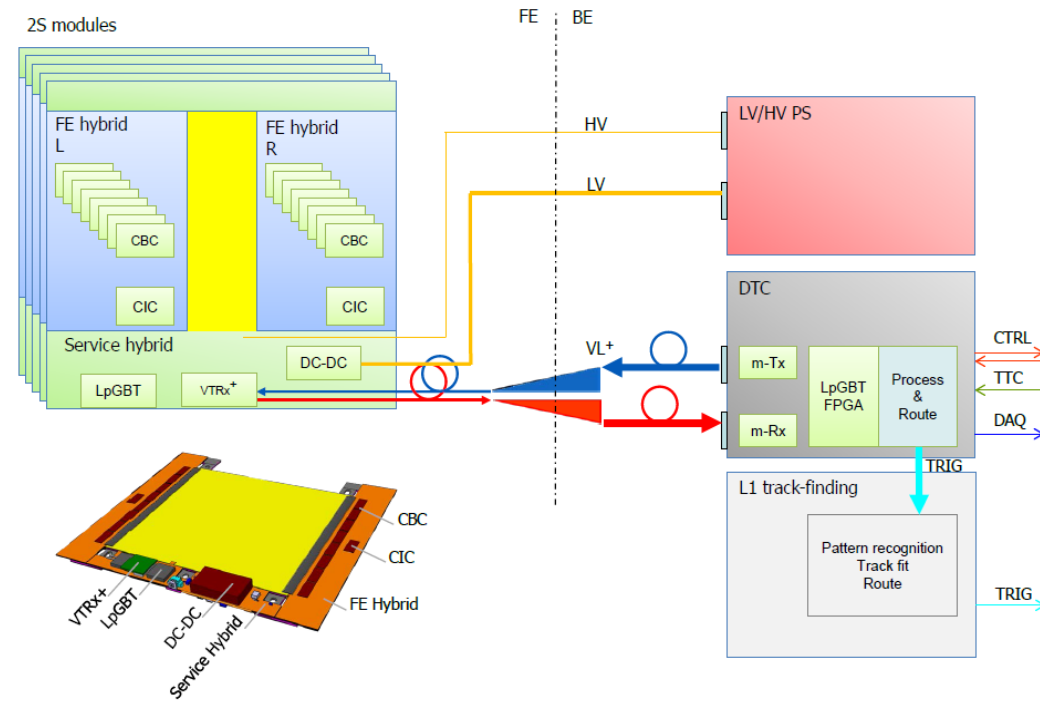 2S modules
FE
BE
FE hybrid
L
FE hybrid
R
CBC
CBC
CIC
CIC
Service hybrid
DC-DC
LpGBT
VTRx+
HV
LV
VL+
LV/HV PS
DTC
m-Tx
m-Rx
LpGBT
FPGA
Process
&
Route
CTRL
TTC
DAQ
TRIG
L1 track-finding
Pattern recognition
Track fit
Route
TRIG
CBC
CIC
FE Hybrid
VTRx+
LpGBT
DC-DC
Service Hybrid